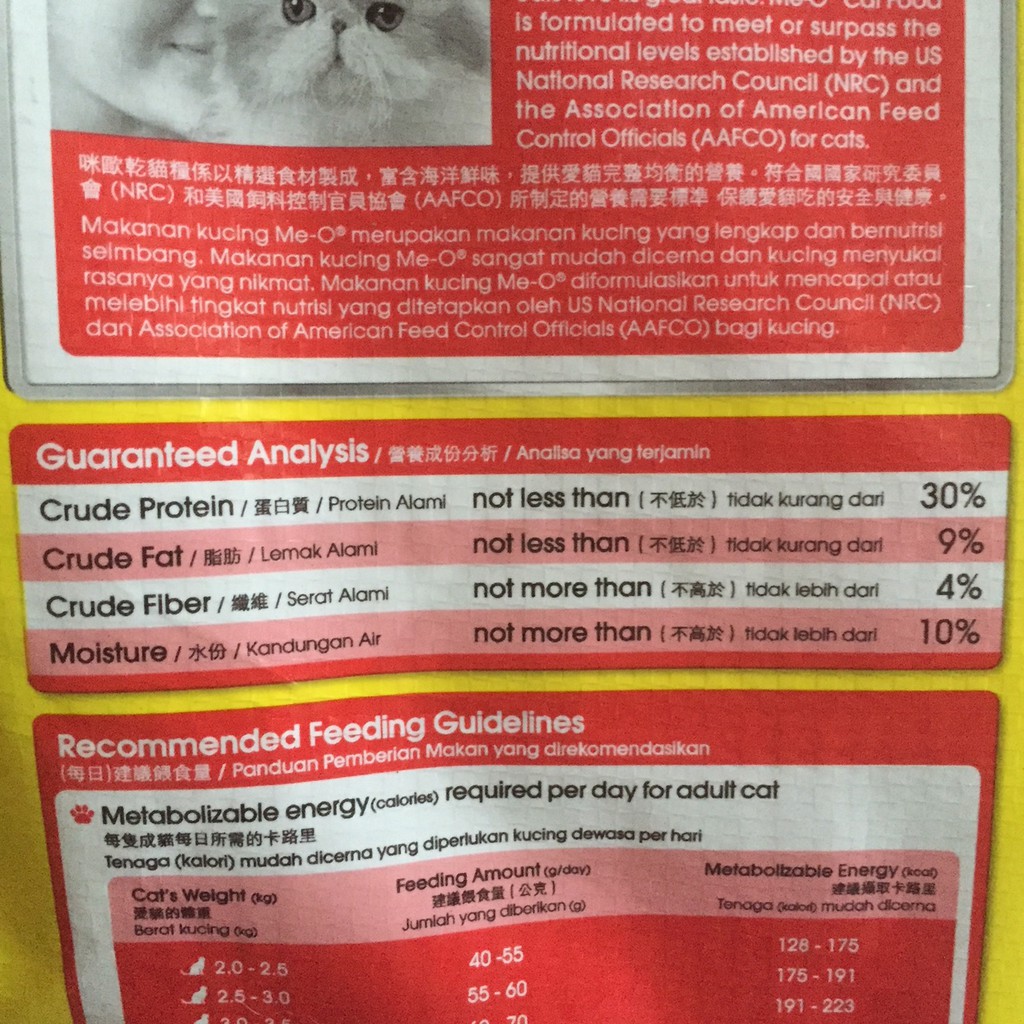 is formulated to meet or surpass the
nutritional levels established by the US
National Research Council (NRC) and
the Association of American Feed
Control Officials (AAFCO) for cats.
咪歐乾貓糧係以精選食材製成，富含海洋鮮味，提供愛貓完整均衡的營養。符合國國家研究委員
會 (NRC) 和美國飼料控制官員協會 (AAFCO) 所制定的營養需要標準 保護愛貓吃的安全與健康。
Makanan kucing Me-O® merupakan makanan kucing yang lengkap dan bernutrisi
seimbang. Makanan kucing Me-O® sangat mudah dicerna dan kucing menyukai
rasanya yang nikmat. Makanan kucing Me-O® diformulasikan untuk mencapai atau
melebihi tingkat nutrisi yang ditetapkan oleh US National Research Council (NRC)
dan Association of American Feed Control Officials (AAFCO) bagi kucing.
Guaranteed Analysis / 營養成份分析 / Analisa yang terjamin
Crude Protein / 蛋白質 / Protein Alami not less than ( 不低於 ) tidak kurang dari 30%
Crude Fat / 脂肪 / Lemak Alami not less than ( 不低於 ) tidak kurang dari 9%
Crude Fiber / 纖維 / Serat Alami not more than ( 不高於 ) tidak lebih dari 4%
Moisture / 水份 / Kandungan Air not more than ( 不高於 ) tidak lebih dari 10%
Recommended Feeding Guidelines
(每日)建議餵食量 / Panduan Pemberian Makan yang direkomendasikan
Metabolizable energy (calories) required per day for adult cat
每隻成貓每日所需的卡路里
Tenaga (kalori) mudah dicerna yang diperlukan kucing dewasa per hari
Cat's Weight (kg) Feeding Amount (g/day) Metabolizable Energy (kcal)
愛貓的體重 建議餵食量 ( 公克 ) 建議攝取卡路里
Berat kucing (kg) Jumlah yang diberikan (g) Tenaga (kalori) mudah dicerna
2.0 - 2.5 40 -55 128 - 175
2.5 - 3.0 55 - 60 175 - 191
191 - 223